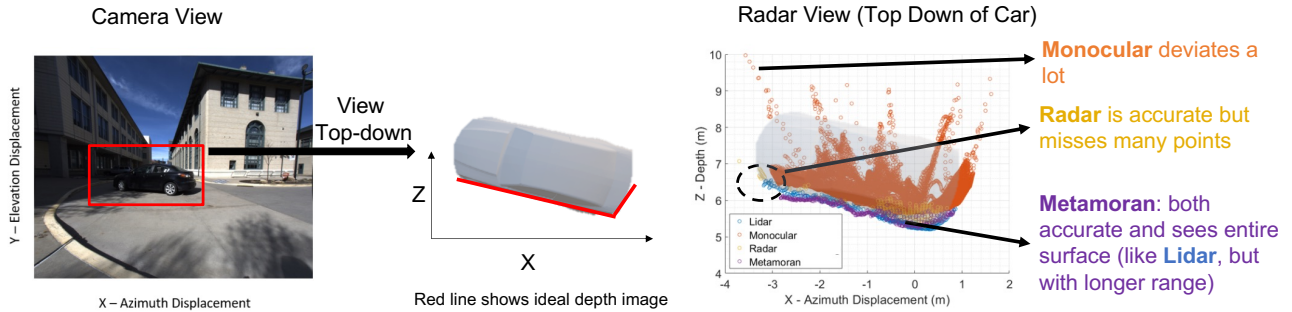 Camera View
Y – Elevation Displacement
X – Azimuth Displacement
View
Top-down
Z
X
Red line shows ideal depth image
Radar View (Top Down of Car)
10
9
8
7
6
5
4
Z - Depth (m)
Lidar
Monocular
Radar
Metamoran
-4
-3
-2
-1
0
1
2
X - Azimuth Displacement (m)
Monocular deviates a
lot
Radar is accurate but
misses many points
Metamoran: both
accurate and sees entire
surface (like Lidar, but
with longer range)